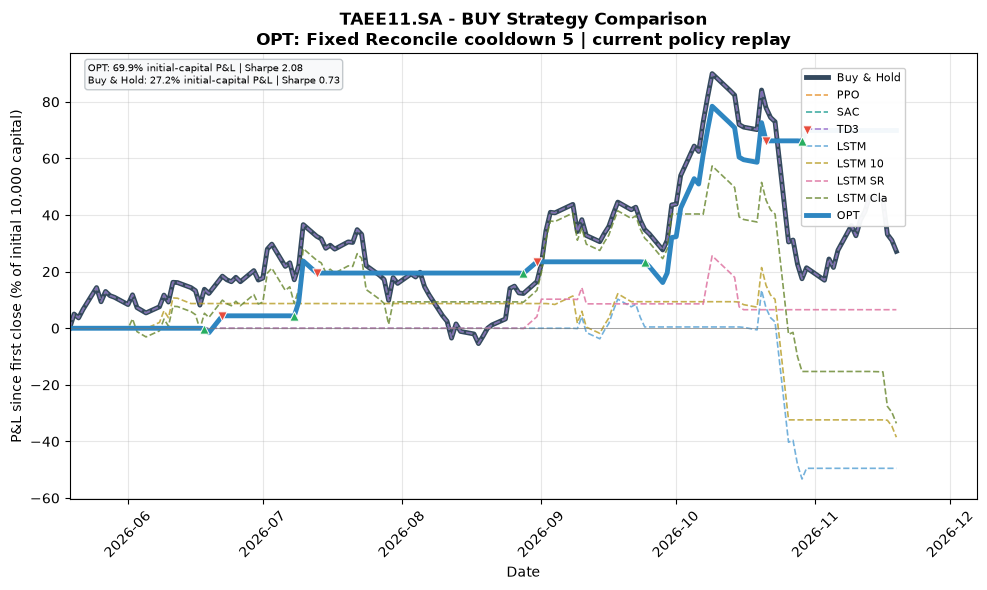 TAEE11.SA - BUY Strategy Comparison
OPT: Fixed Reconcile cooldown 5 | current policy replay
OPT: 69.9% initial-capital P&L | Sharpe 2.08
Buy & Hold: 27.2% initial-capital P&L | Sharpe 0.73
Buy & Hold
PPO
SAC
TD3
LSTM
LSTM 10
LSTM SR
LSTM Cla
OPT
P&L since first close (% of initial 10,000 capital)
80
60
40
20
0
−20
−40
−60
2026-06
2026-07
2026-08
2026-09
2026-10
2026-11
2026-12
Date